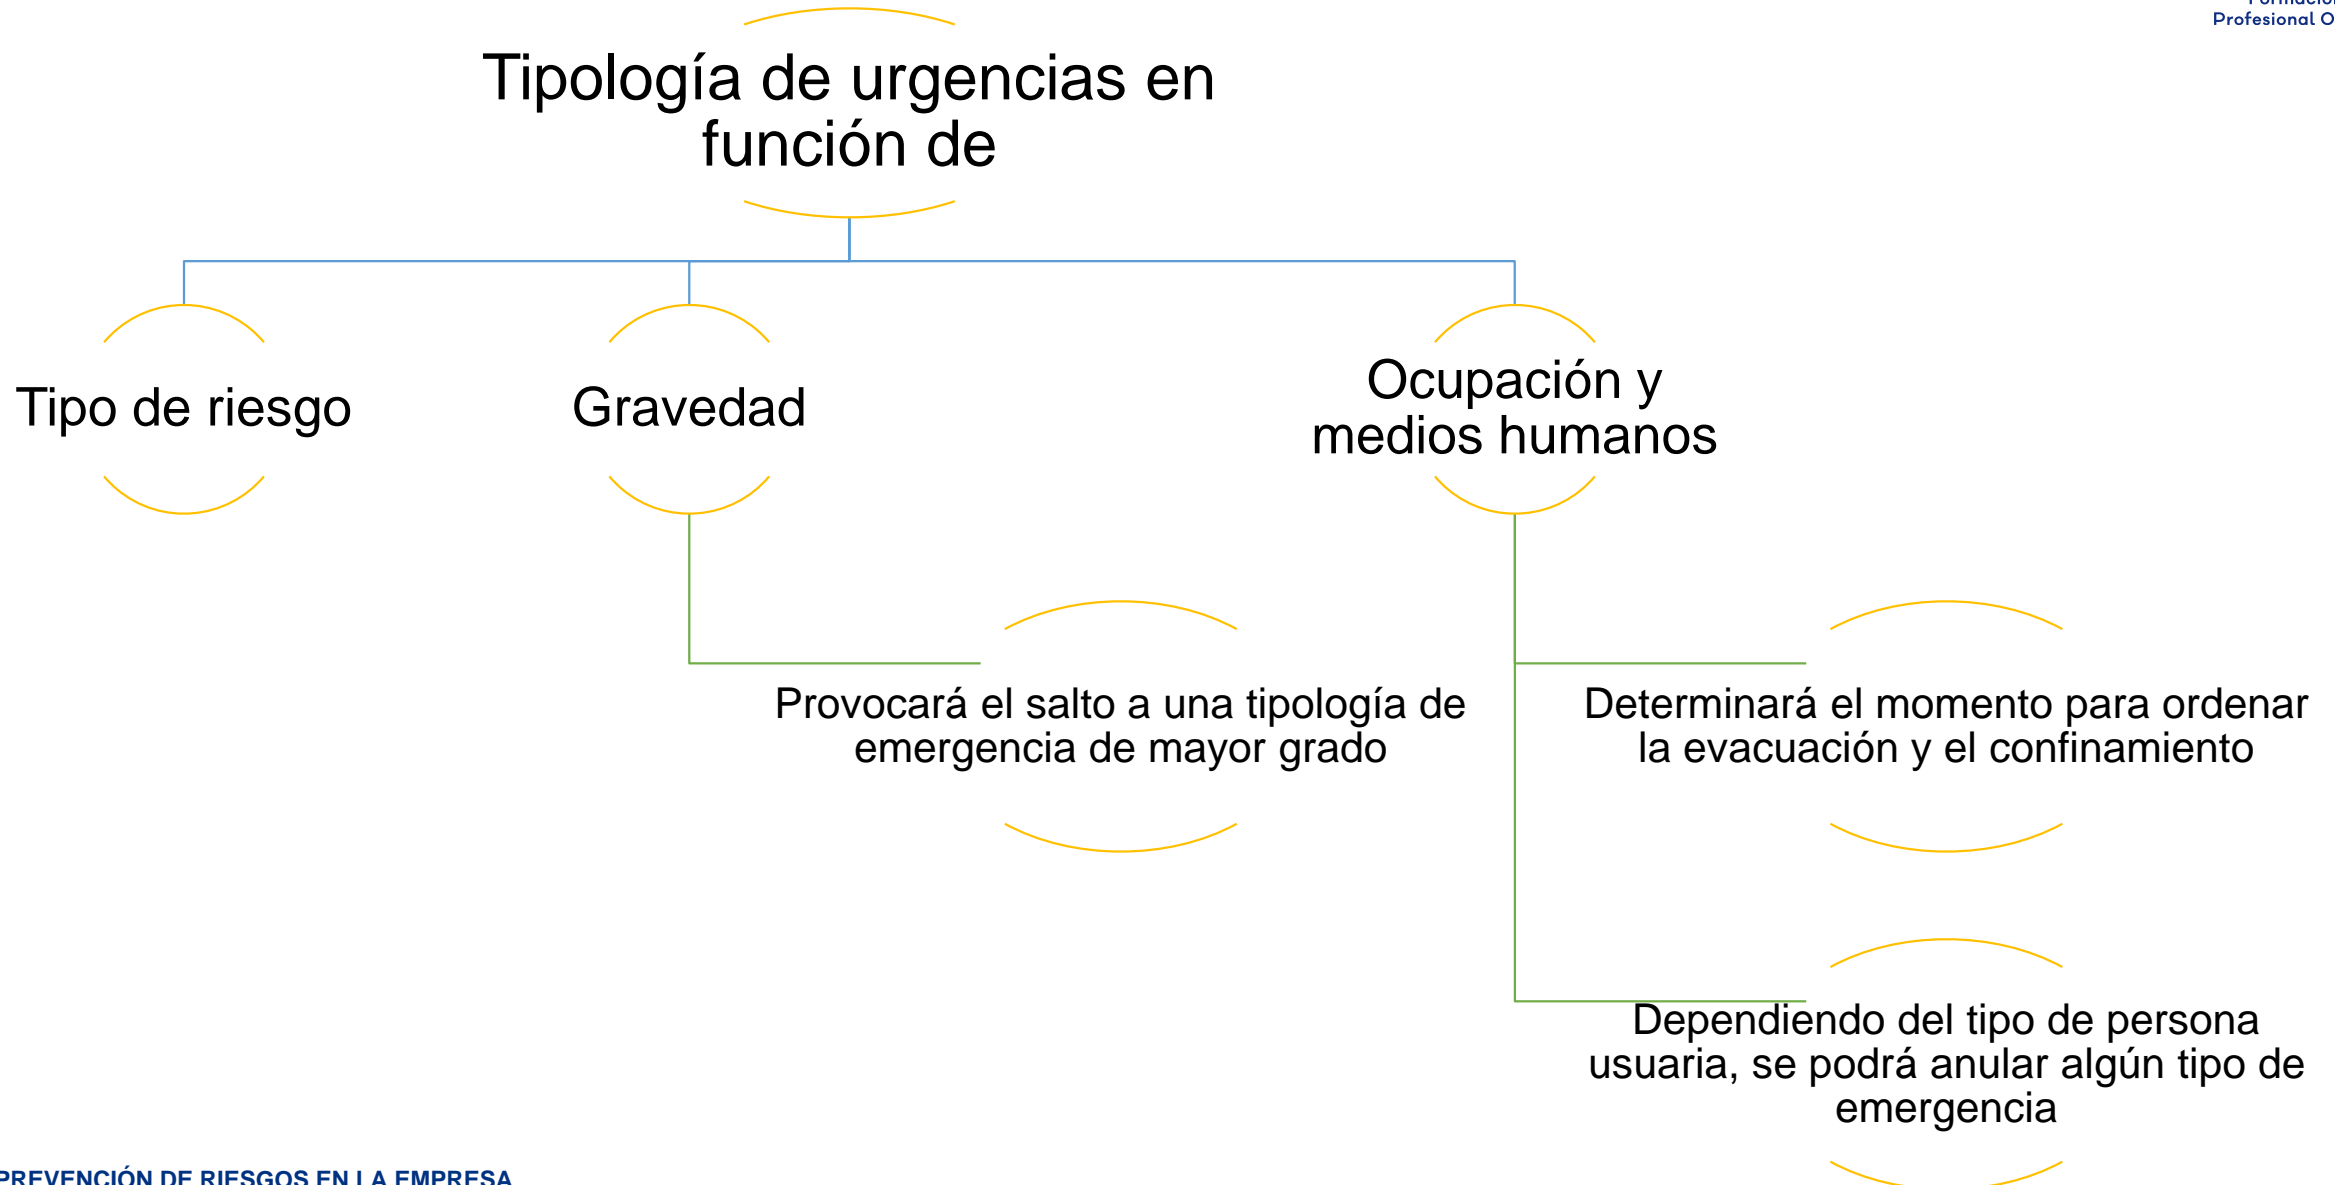 Profesional O
Tipología de urgencias en
función de
Tipo de riesgo
Gravedad
Ocupación y
medios humanos
Provocará el salto a una tipología de
emergencia de mayor grado
Determinará el momento para ordenar
la evacuación y el confinamiento
Dependiendo del tipo de persona
usuaria, se podrá anular algún tipo de
emergencia
PREVENCIÓN DE RIESGOS EN LA EMPRESA